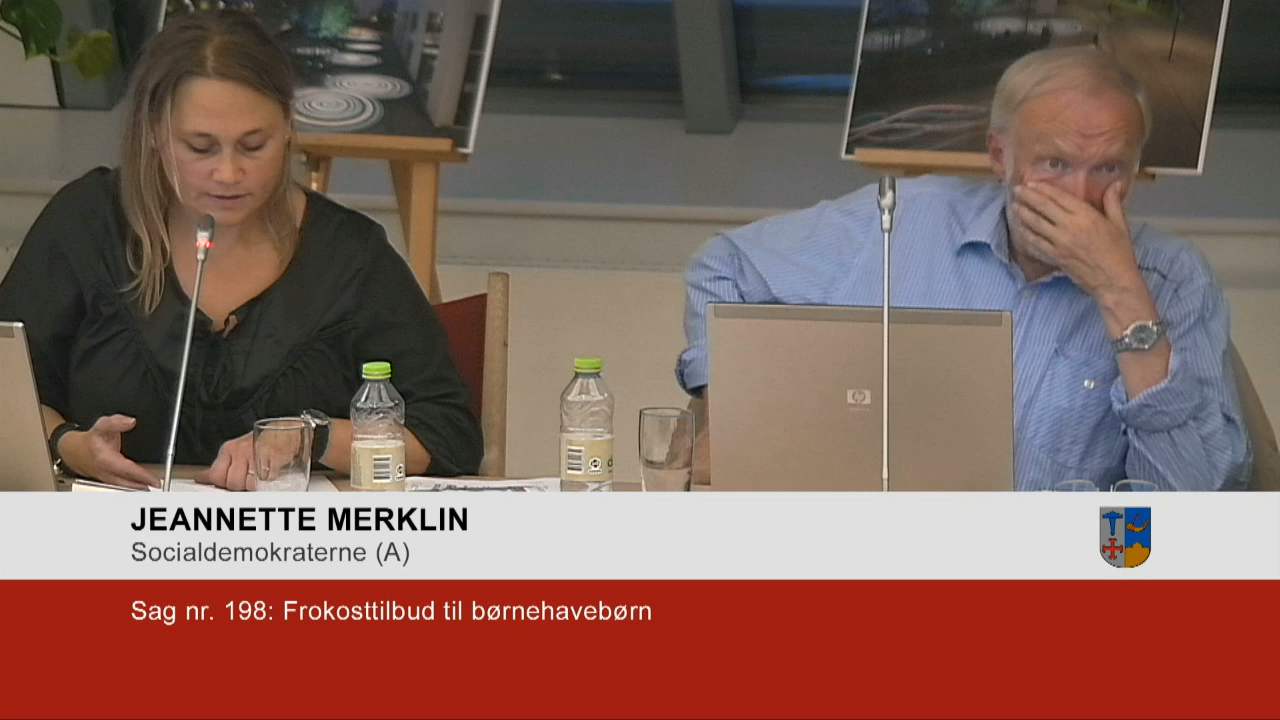 JEANNETTE MERKLIN
Socialdemokraterne (A)
Sag nr. 198: Frokosttilbud til børnehavebørn